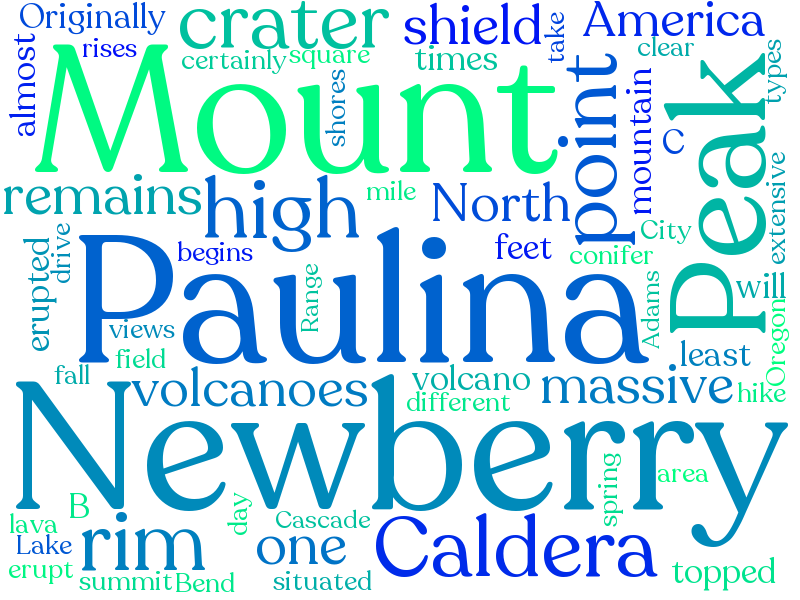 Originally crater shield take America
rises certainly square times clear types
almost Mount shores point mountain Peak
C
remains high mile North extensive
erupted drive begins feet City conifer
Paulina Range Adams will
views field least Oregon
fall volcanoes volcano massive hike
different
Newberry
B day spring area
lava rim Cascade one Caldera
Lake
erupt summit Bend situated topped